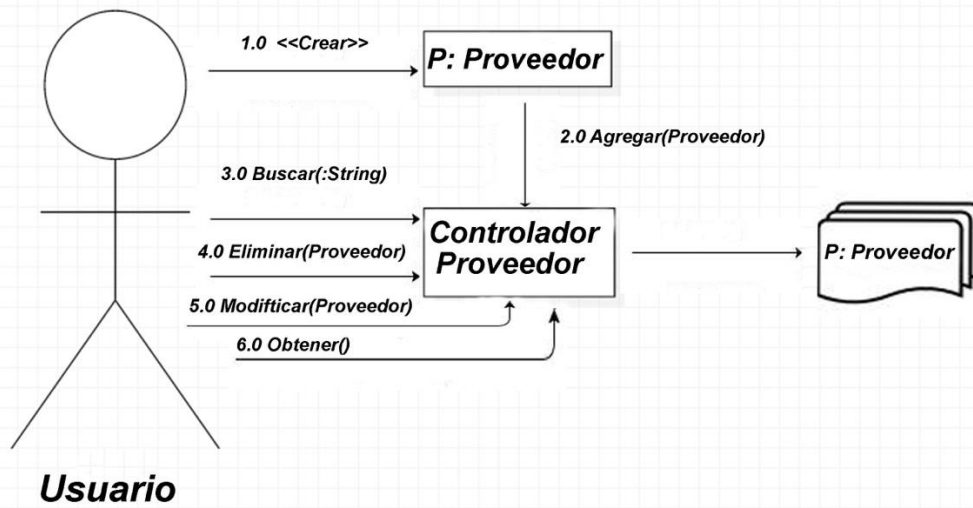 1.0 <<Crear>>
P: Proveedor
2.0 Agregar(Proveedor)
3.0 Buscar(:String)
Controlador
Proveedor
4.0 Eliminar(Proveedor)
P: Proveedor
5.0 Modifticar(Proveedor)
6.0 Obtener()
Usuario